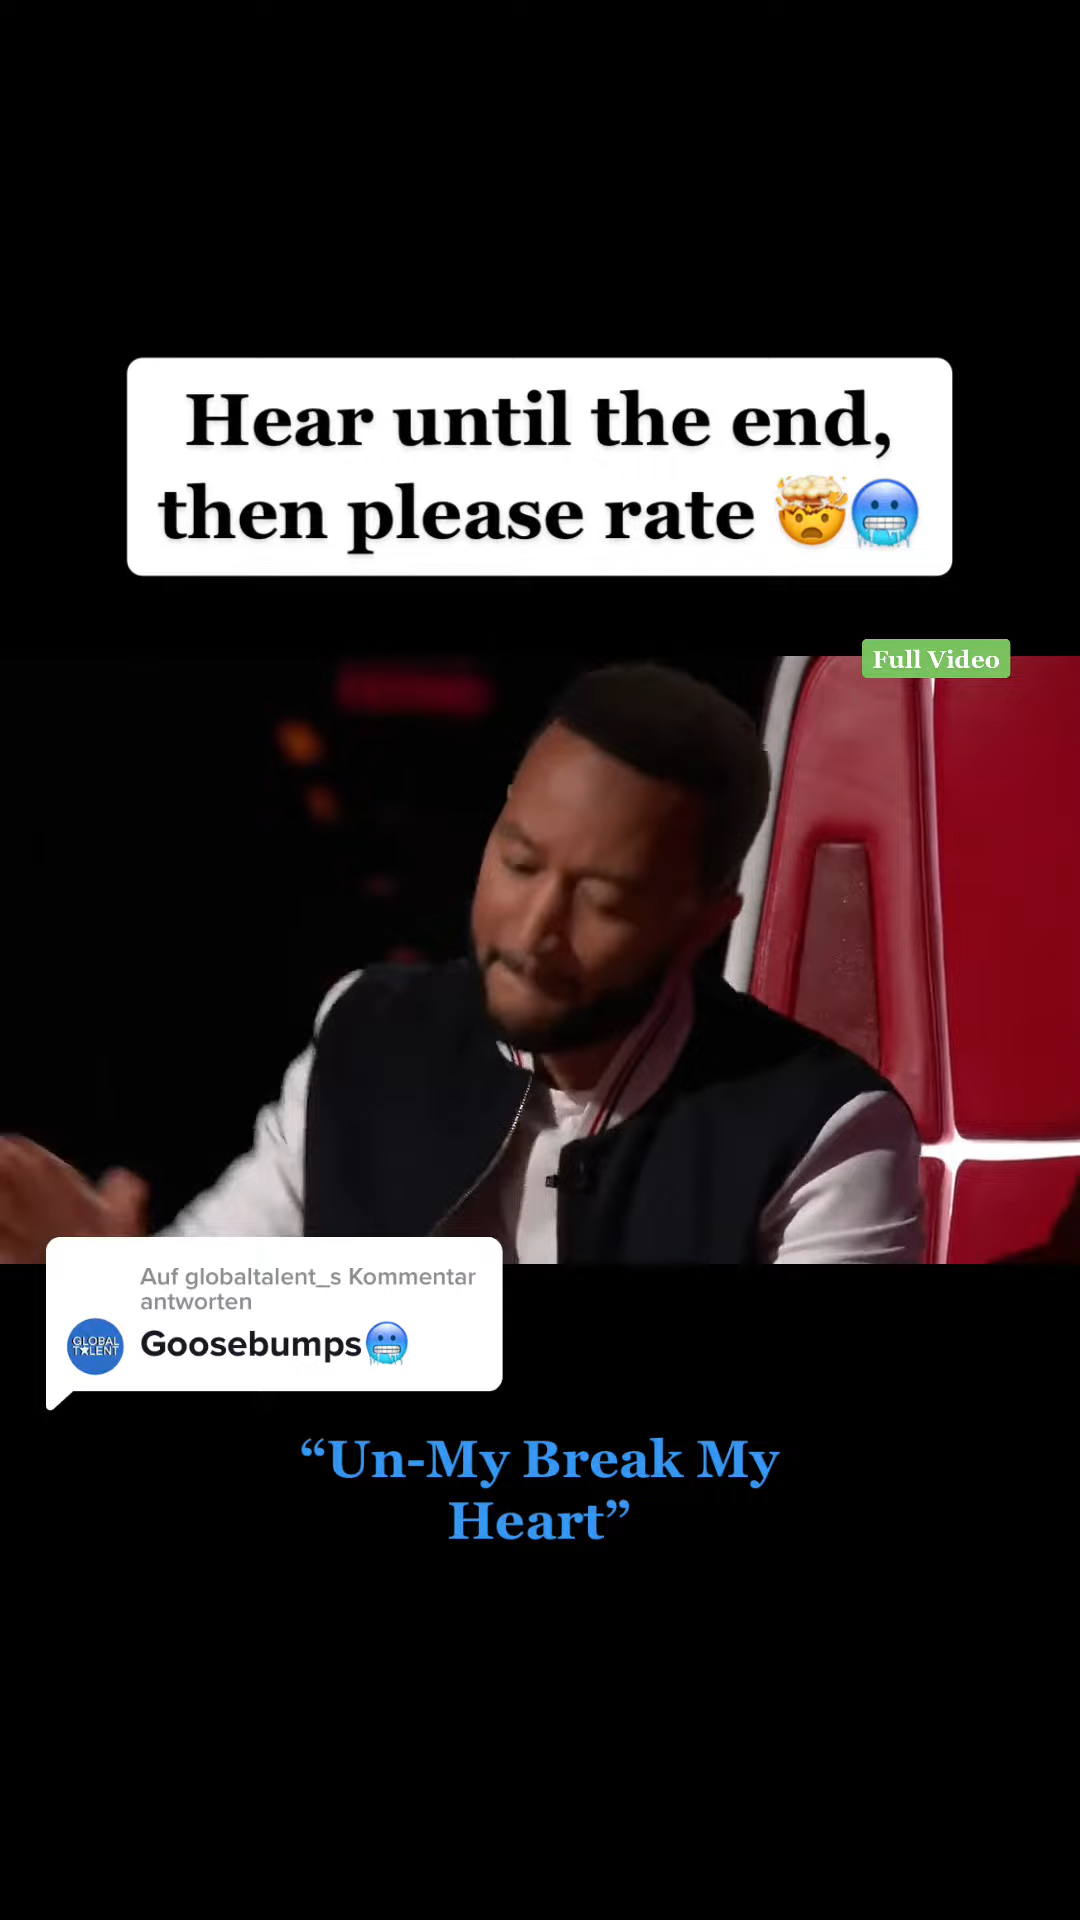 Hear until the end,
then please rate 🤯🥶
Full Video
Auf globaltalent_s Kommentar
antworten
GLOBAL
TALENT
Goosebumps🥶
“Un-My Break My
Heart”